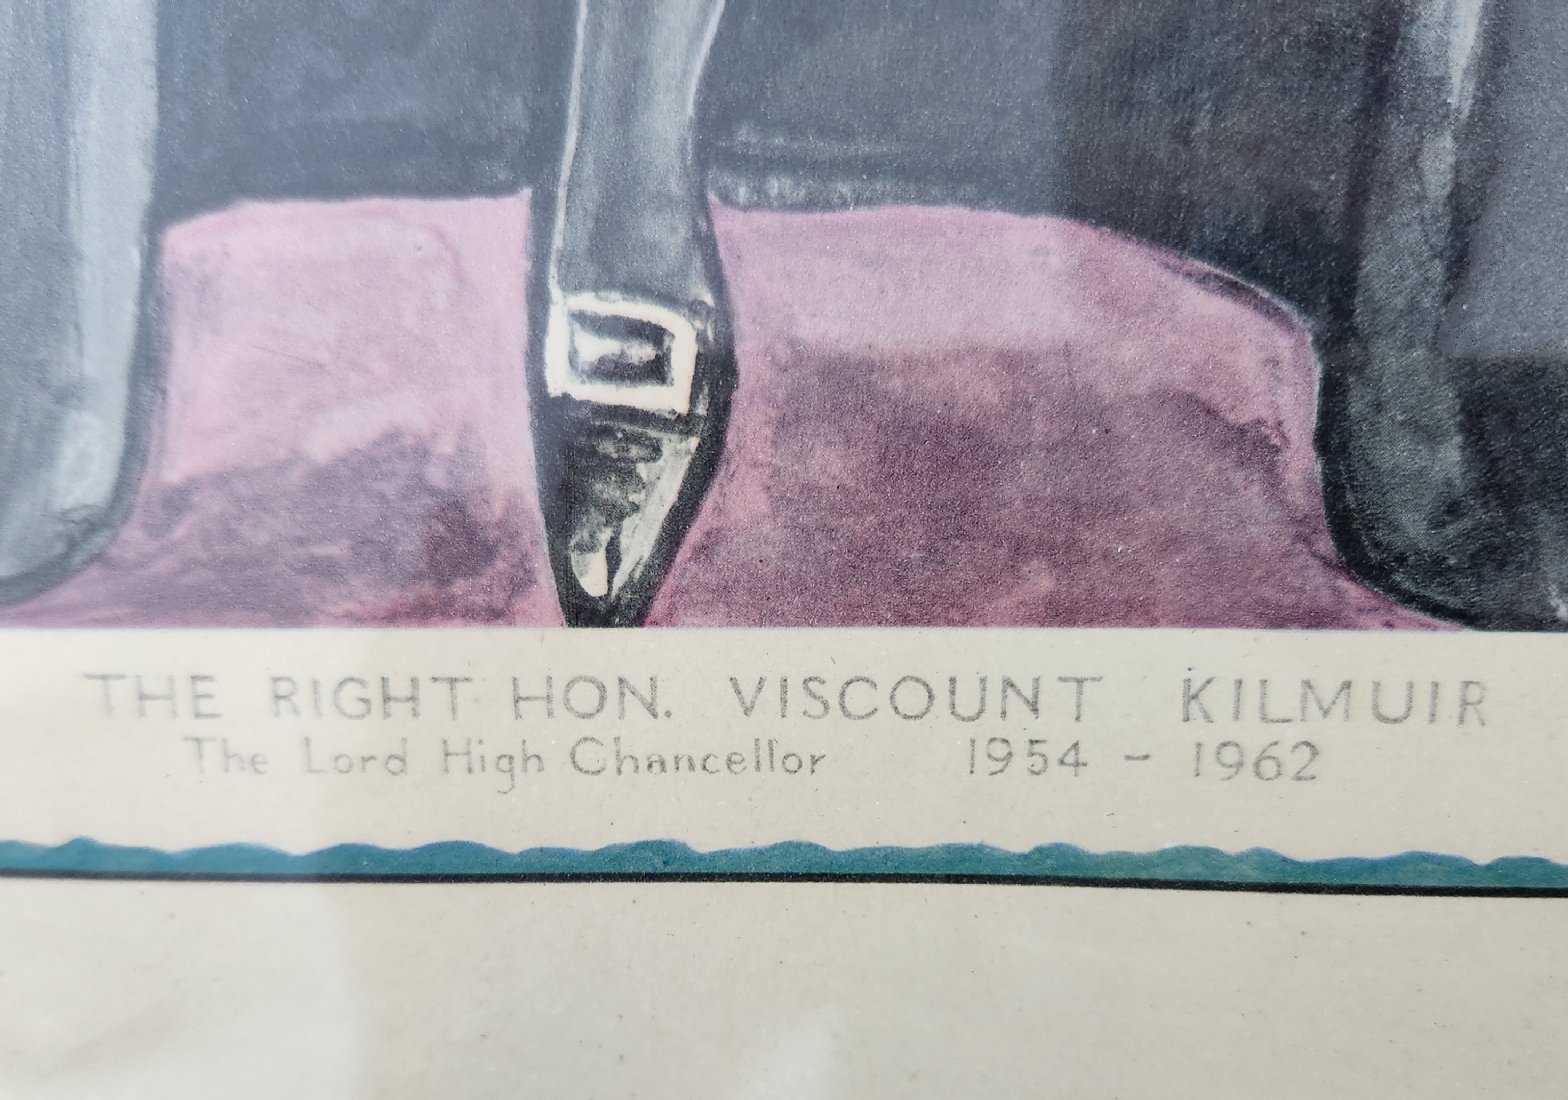 THE RIGHT HON. VISCOUNT KILMUIR
The Lord High Chancellor 1954 - 1962